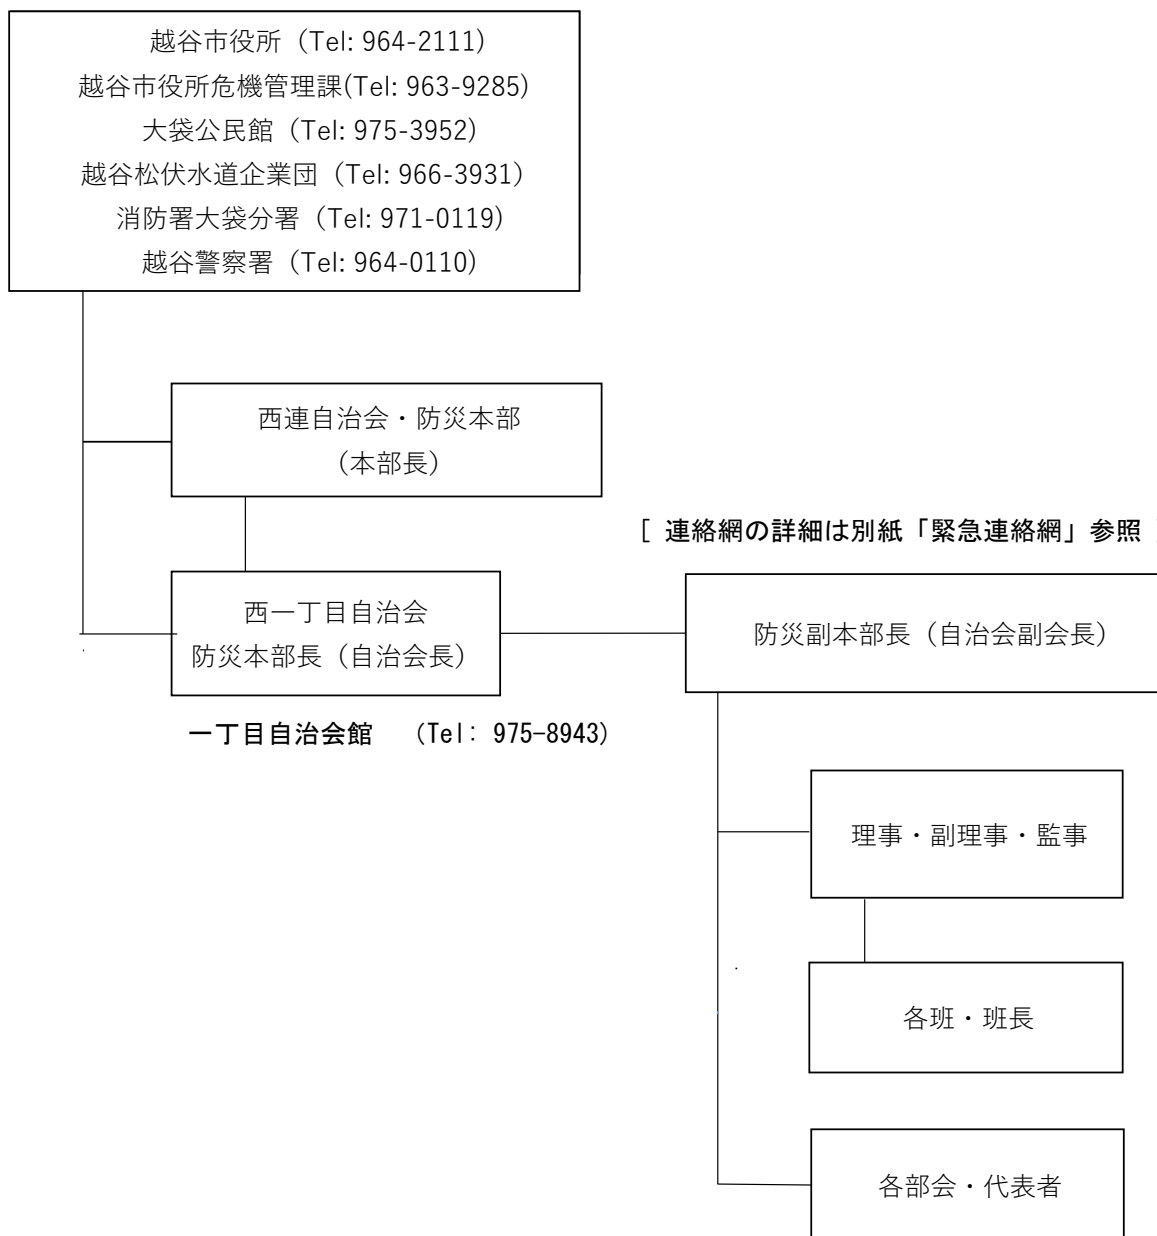 越谷市役所（Tel: 964-2111）
越谷市役所危機管理課(Tel: 963-9285)
大袋公民館（Tel: 975-3952）
越谷松伏水道企業団（Tel: 966-3931）
消防署大袋分署（Tel: 971-0119）
越谷警察署（Tel: 964-0110）
西連自治会・防災本部
（本部長）
[ 連絡網の詳細は別紙「緊急連絡網」参照 ]
西一丁目自治会
防災本部長（自治会長）
防災副本部長（自治会副会長）
一丁目自治会館　（Tel: 975-8943）
理事・副理事・監事
各班・班長
各部会・代表者